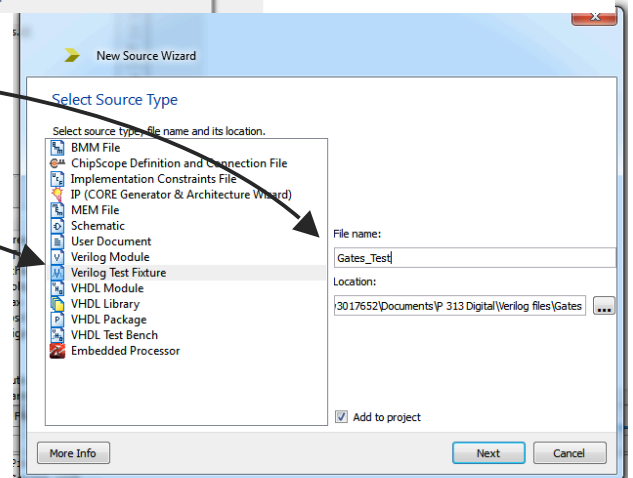 New Source Wizard
Select Source Type
Select source type, file name and its location.
BMM File
ChipScope Definition and Connection File
Implementation Constraints File
IP (CORE Generator & Architecture Wizard)
MEM File
Schematic
User Document
Verilog Module
Verilog Test Fixture
VHDL Module
VHDL Library
VHDL Package
VHDL Test Bench
Embedded Processor
File name:
Gates_Test
Location:
3017652\Documents\P 313 Digital\Verilog files\Gates
...
Add to project
More Info
Next
Cancel